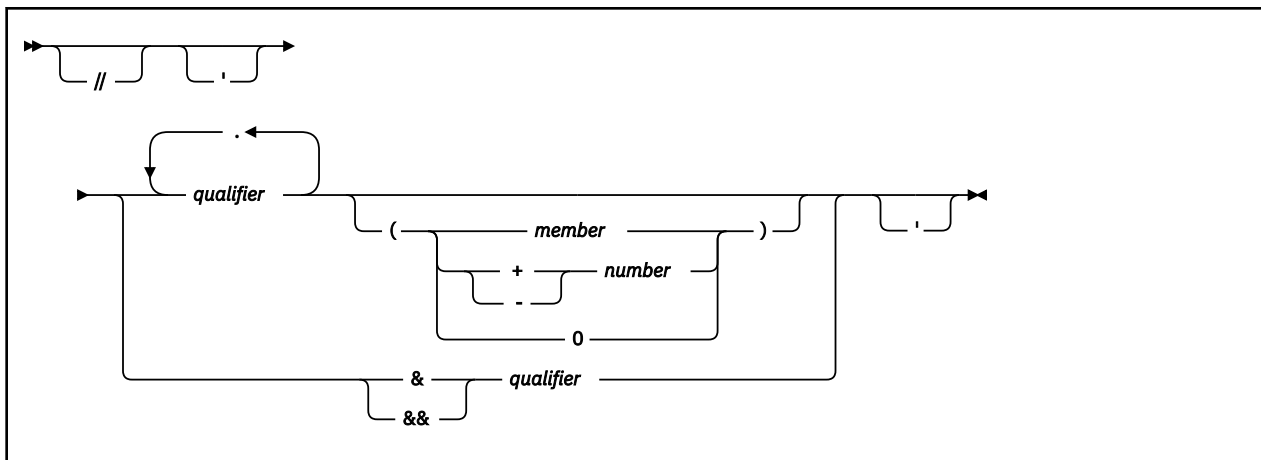 // '
.
qualifier
( member )
'
+ number
-
0
& qualifier
&&